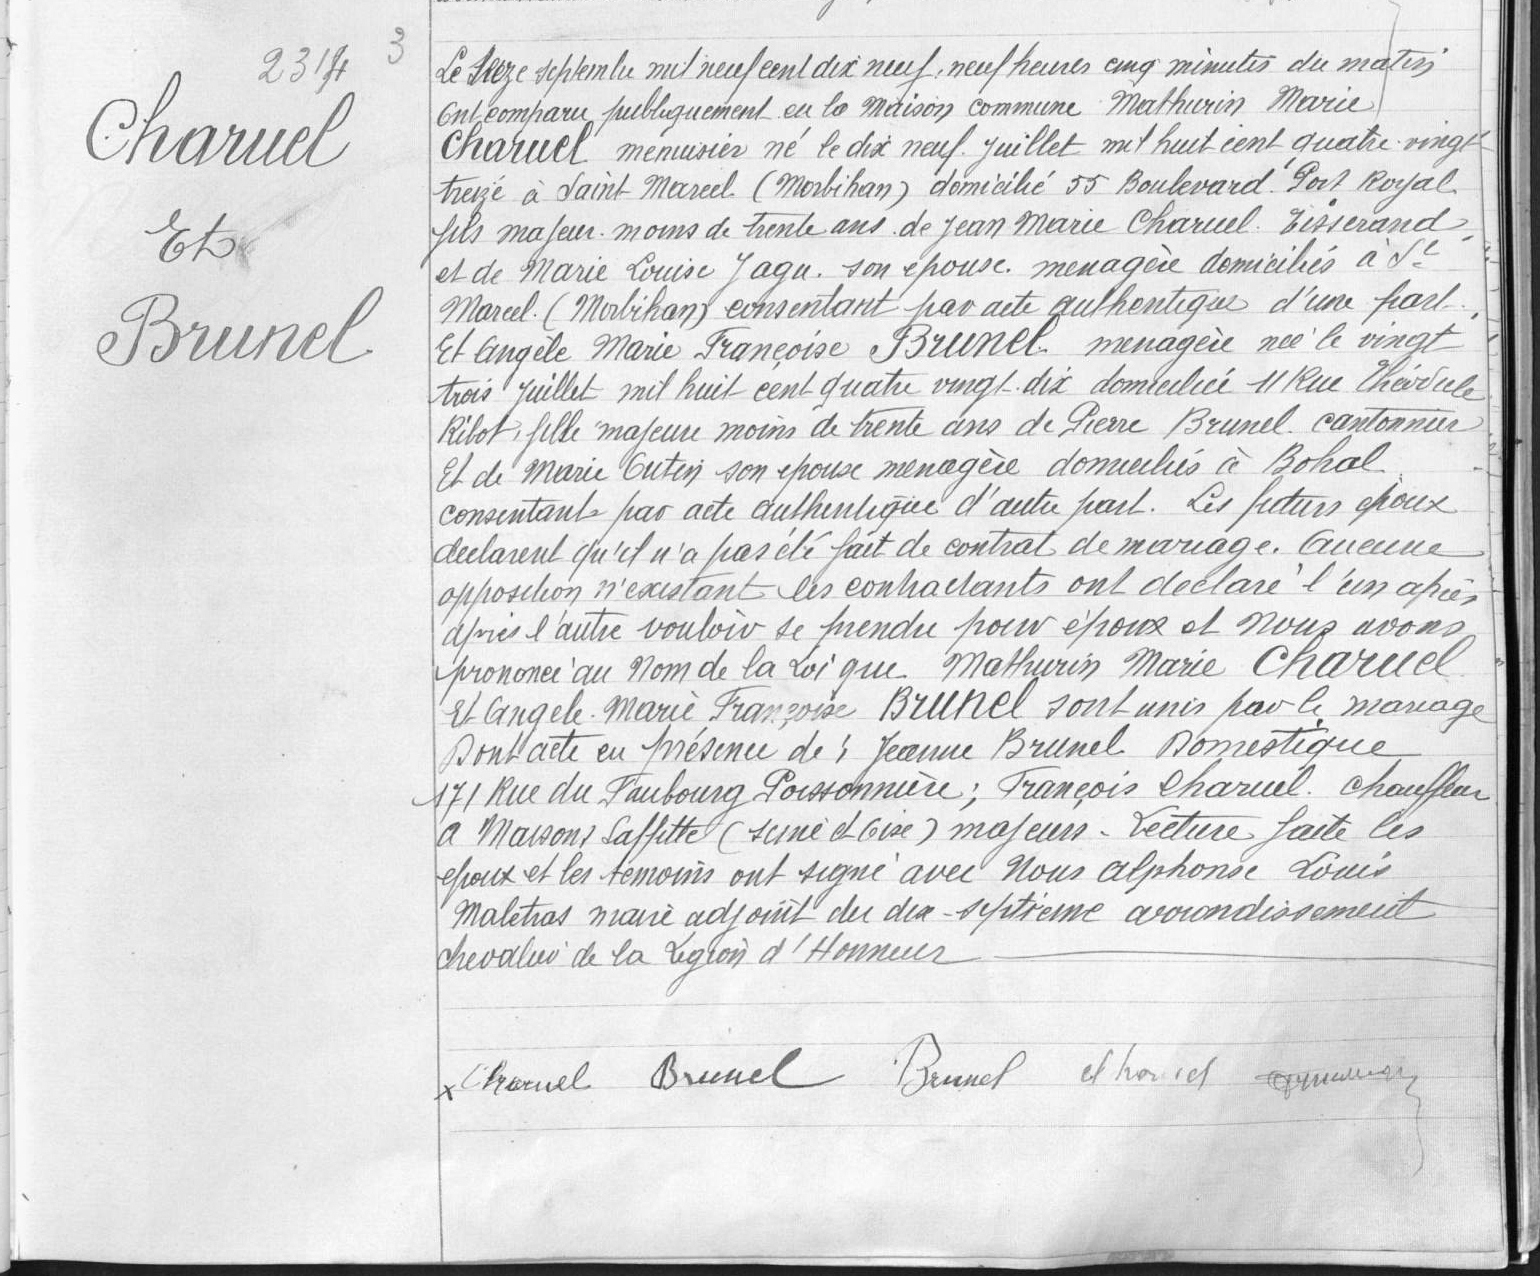 3
Charuel
Et
Brunel
Le Seize septembre mil neuf cent dix neuf, neuf heures cinq minutes du matin
Ont comparu publiquement en la Maison commune Mathurin Marie
Charuel menuisier né le dix neuf Juillet mil huit cent quatre vingt
treize à Saint Marcel (Morbihan) domicilié 55 Boulevard Port Royal
fils majeur moins de trente ans de Jean Marie Charuel Tisserand
et de Marie Louise Jagu son epouse menagère domiciliés à St
Marcel (Morbihan) consentant par acte authentique d'une part.
Et Angèle Marie Françoise Brunel menagère née le vingt
trois Juillet mil huit cent quatre vingt dix domiciliée 11 Rue Théodule
Ribot, fille majeure moins de trente ans de Pierre Brunel cantonnier
Et de Marie son epouse menagère domiciliés à Bohal
consentant par acte authentique d'autre part. Les futurs époux
declarent qu'il n'a pas été fait de contrat de mariage. Aucune
opposition n'existant les contractants ont declaré l'un après
après l'autre vouloir se prendre pour époux et Nous avons
prononcé au Nom de la Loi que Mathurin Marie Charuel
Et Angele Marie Françoise Brunel sont unis par le mariage
Dont acte en présence de : Jeanne Brunel Domestique
171 Rue du Faubourg Poissonnière ; François Charuel chauffeur
a Maisons Laffitte (Seine et Oise) majeurs - Lecture faite les
epoux et les temoins ont signé avec Nous Alphonse Louis
Maletras maire adjoint du dix-septième arrondissement
chevalier de la Legion d'Honneur
x Charuel Brunel Brunel Charuel